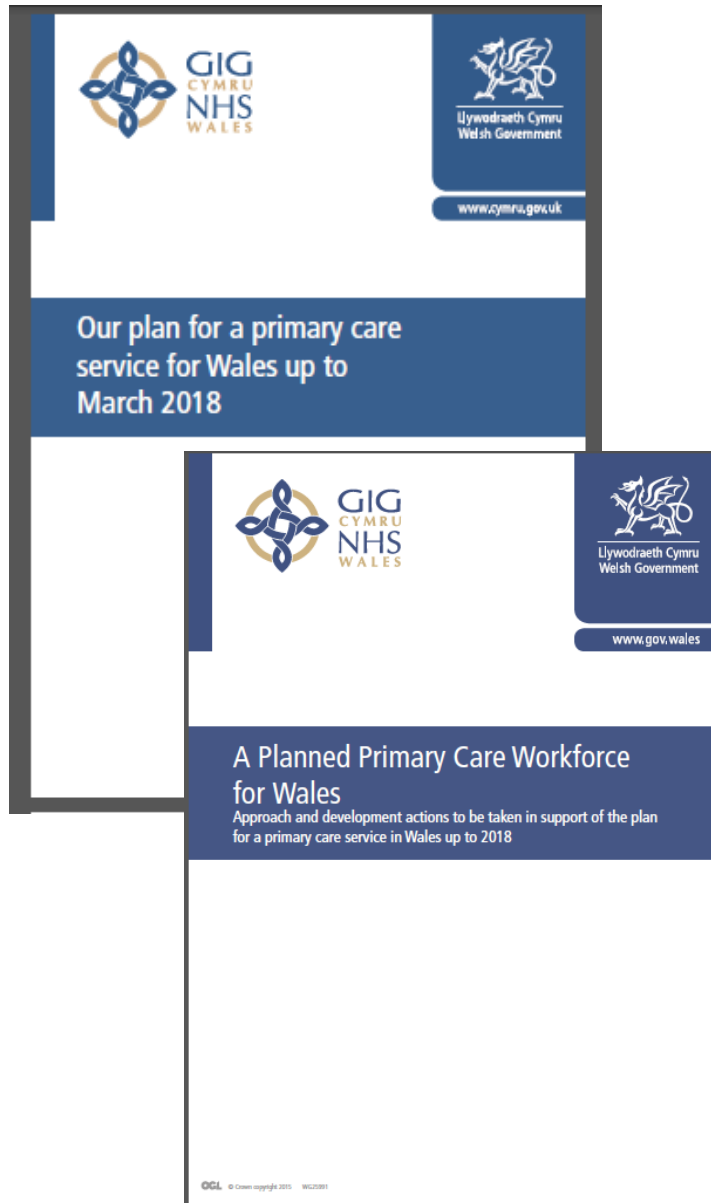 GIG
CYMRU
NHS
WALES
Llywodraeth Cymru
Welsh Government
www.cymru.gov.uk
Our plan for a primary care
service for Wales up to
March 2018
GIG
CYMRU
NHS
WALES
Llywodraeth Cymru
Welsh Government
www.gov.wales
A Planned Primary Care Workforce
for Wales
Approach and development actions to be taken in support of the plan
for a primary care service in Wales up to 2018
OGL © Crown copyright 2015 WG25991